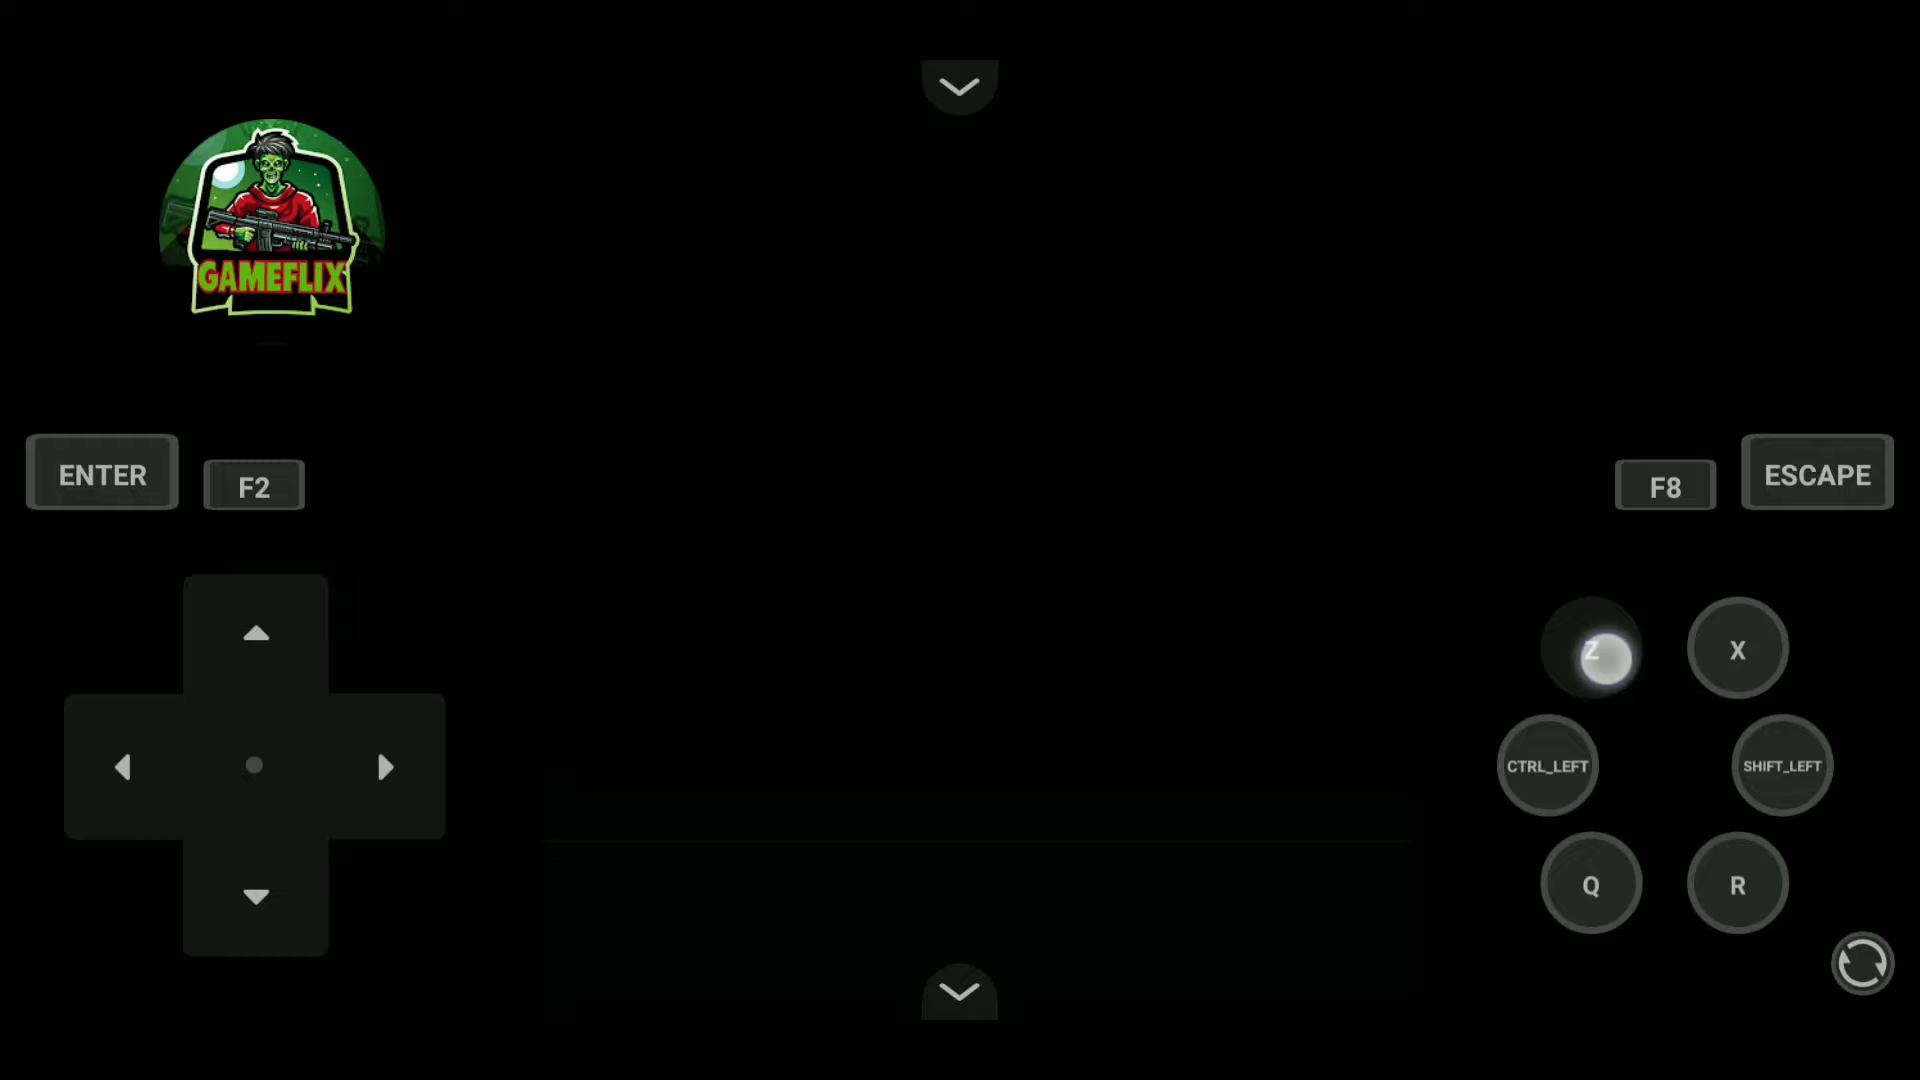 GAMEFLIX
ENTER
F2
F8
ESCAPE
Z
X
CTRL_LEFT
SHIFT_LEFT
Q
R